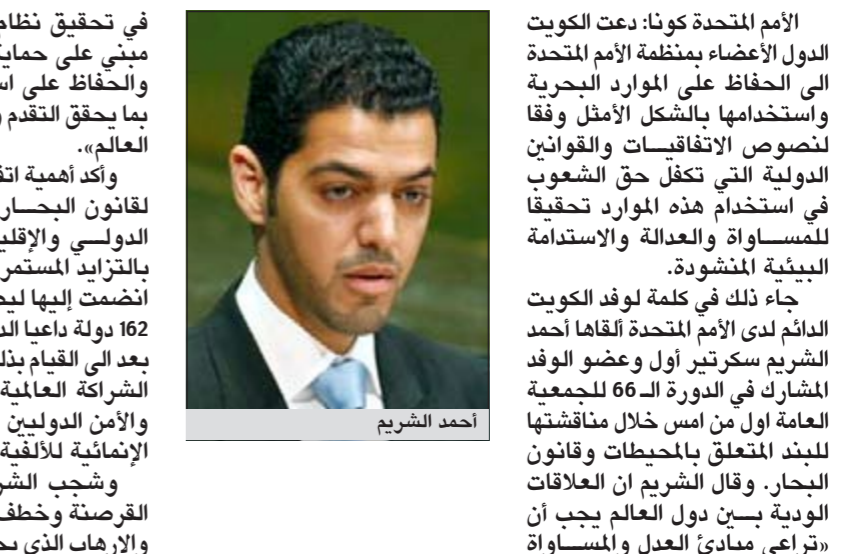 الأمم المتحدة كونا: دعت الكويت
الدول الأعضاء بمنظمة الأمم المتحدة
الى الحفاظ على الموارد البحرية
واستخدامها بالشكل الأمثل وفقا
لنصوص الاتفاقيات والقوانين
الدولية التي تكفل حق الشعوب
في استخدام هذه الموارد تحقيقا
للمساواة والعدالة والاستدامة
البيئية المنشودة.
جاء ذلك في كلمة لوفد الكويت
الدائم لدى الأمم المتحدة ألقاها أحمد
الشريم سكرتير أول وعضو الوفد
المشارك في الدورة الـ 66 للجمعية
العامة اول من امس خلال مناقشتها
للبند المتعلق بالمحيطات وقانون
البحار. وقال الشريم ان العلاقات
الودية بين دول العالم يجب أن
«تراعي مبادئ العدل والمساواة
أحمد الشريم
في تحقيق نظام
مبني على
والحفاظ على
بما يحقق التقدم
العالم».
وأكد أهمية
لقانون
الدولي
بالتزايد المستمر
انضمت إليها
162 دولة داعيا
بعد الى القيام
الشراكة العالمية
والأمن الدوليين
الإنمائية للألفية
وشجب
القرصنة وخطف
والإرهاب الذي